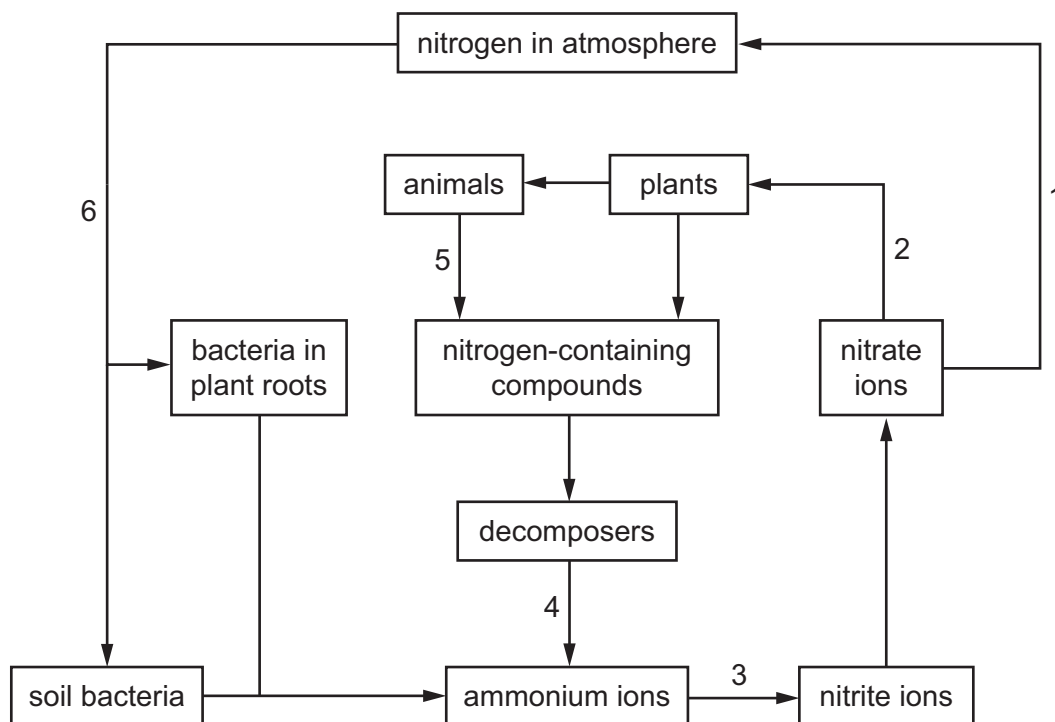 nitrogen in atmosphere
animals
plants
6
1
5
2
bacteria in
plant roots
nitrogen-containing
compounds
nitrate
ions
decomposers
4
soil bacteria
ammonium ions
3
nitrite ions